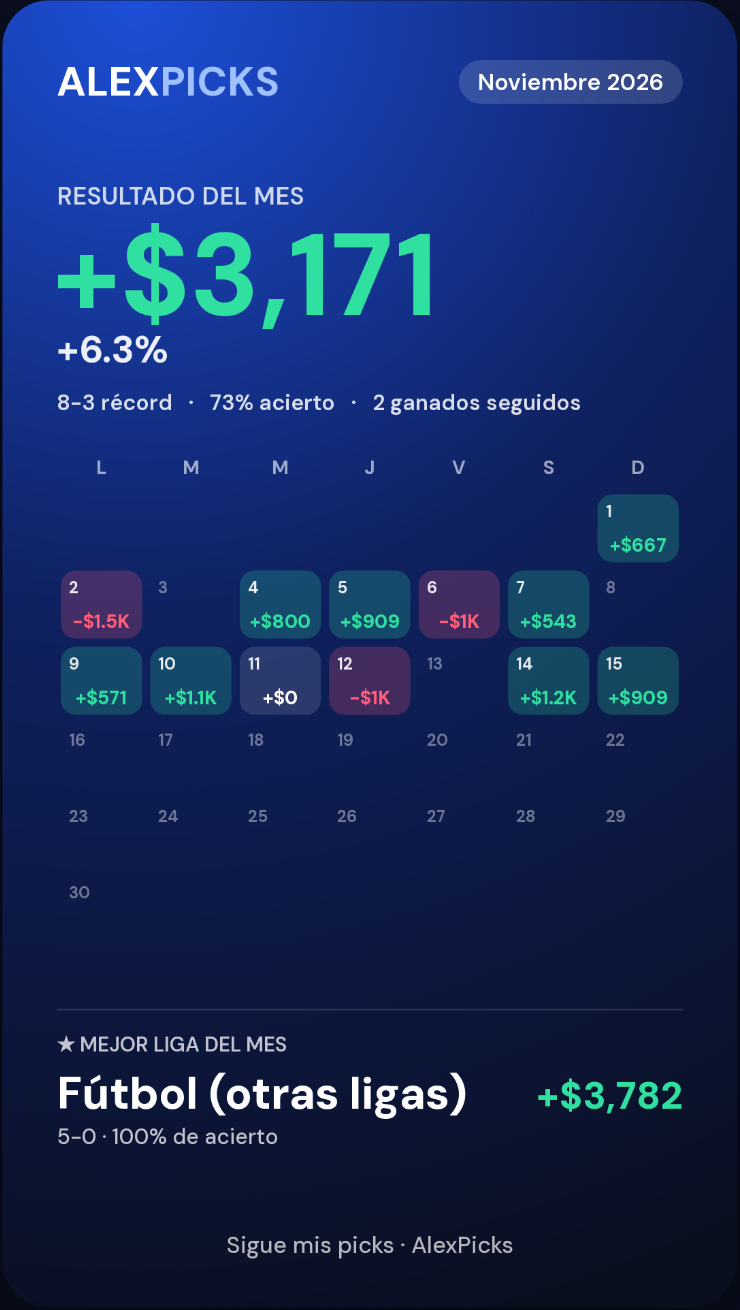 ALEXPICKS
Noviembre 2026
RESULTADO DEL MES
+$3,171
+6.3%
8-3 récord · 73% acierto · 2 ganados seguidos
L M M J V S D
1
+$667
2 3 4 5 6 7 8
-$1.5K +$800 +$909 -$1K +$543
9 10 11 12 13 14 15
+$571 +$1.1K +$0 -$1K +$1.2K +$909
16 17 18 19 20 21 22
23 24 25 26 27 28 29
30
★ MEJOR LIGA DEL MES
Fútbol (otras ligas) +$3,782
5-0 · 100% de acierto
Sigue mis picks · AlexPicks